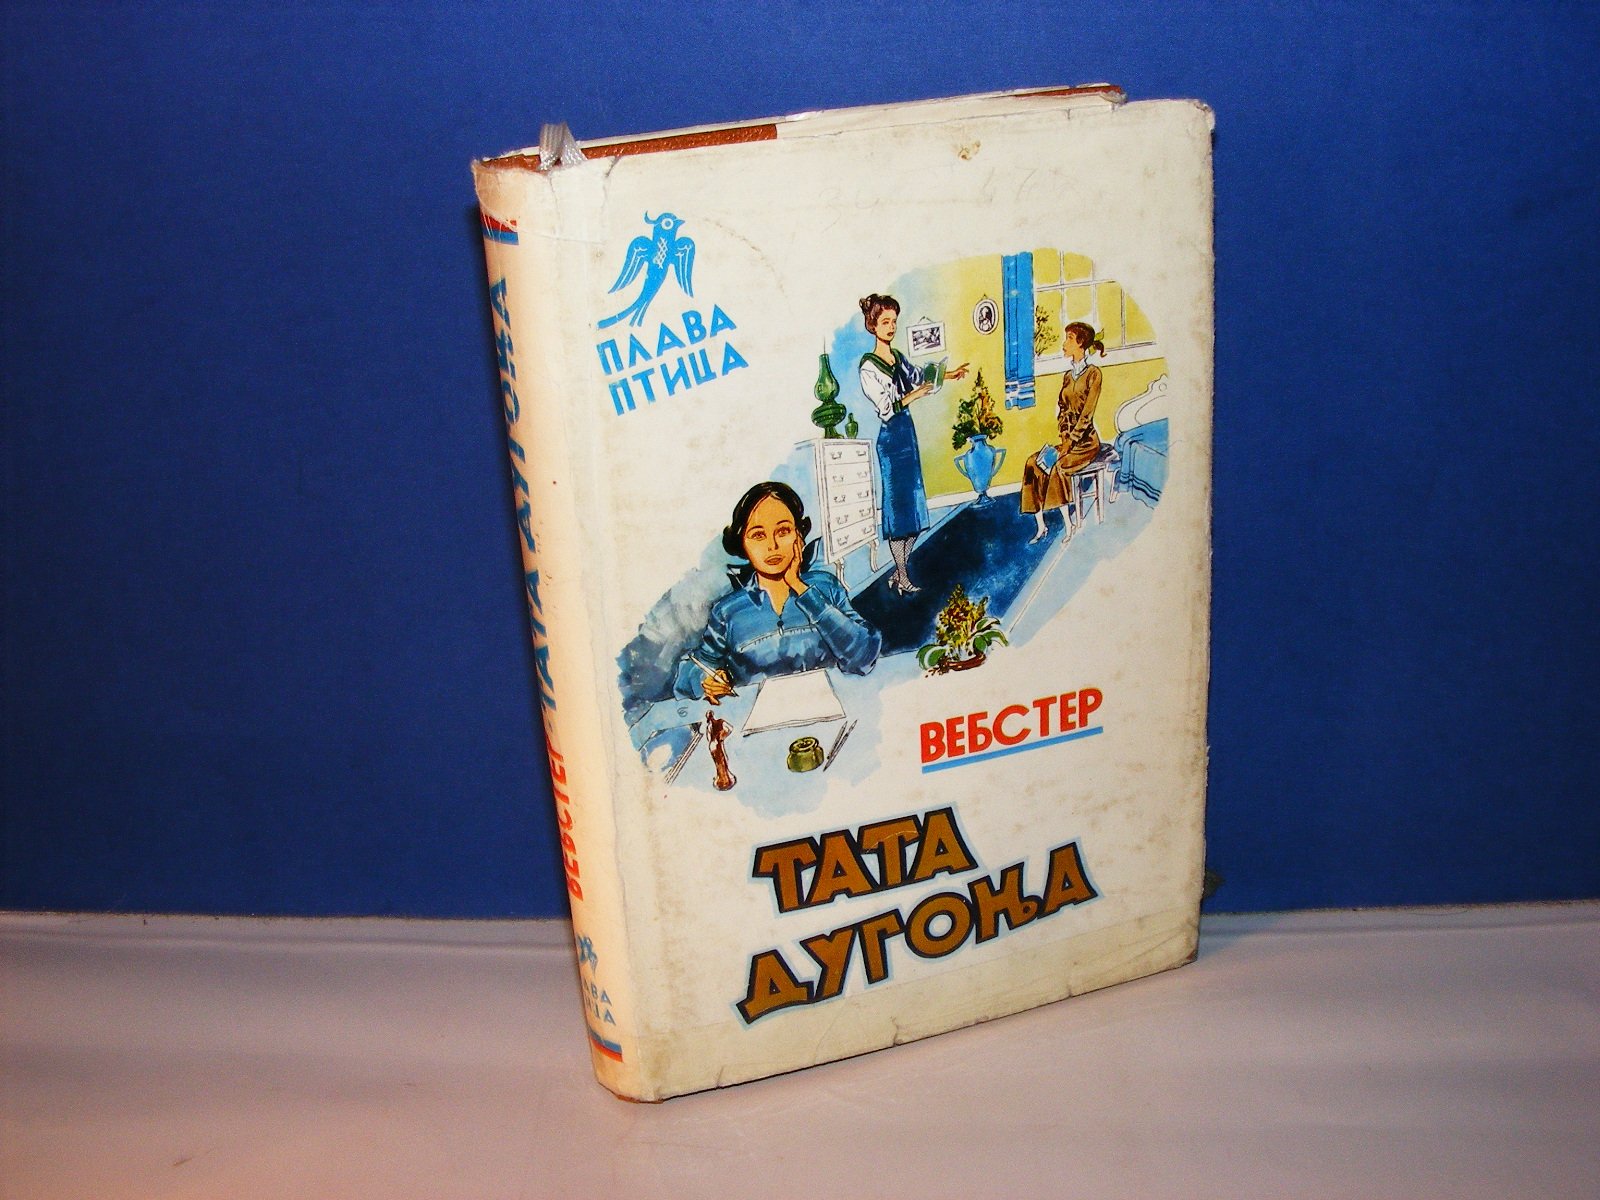 ПЛАВА
ПТИЦА
ВЕБСТЕР
ТАТА
ДУГОЊА
ВЕБСТЕР • ТАТА ДУГОЊА